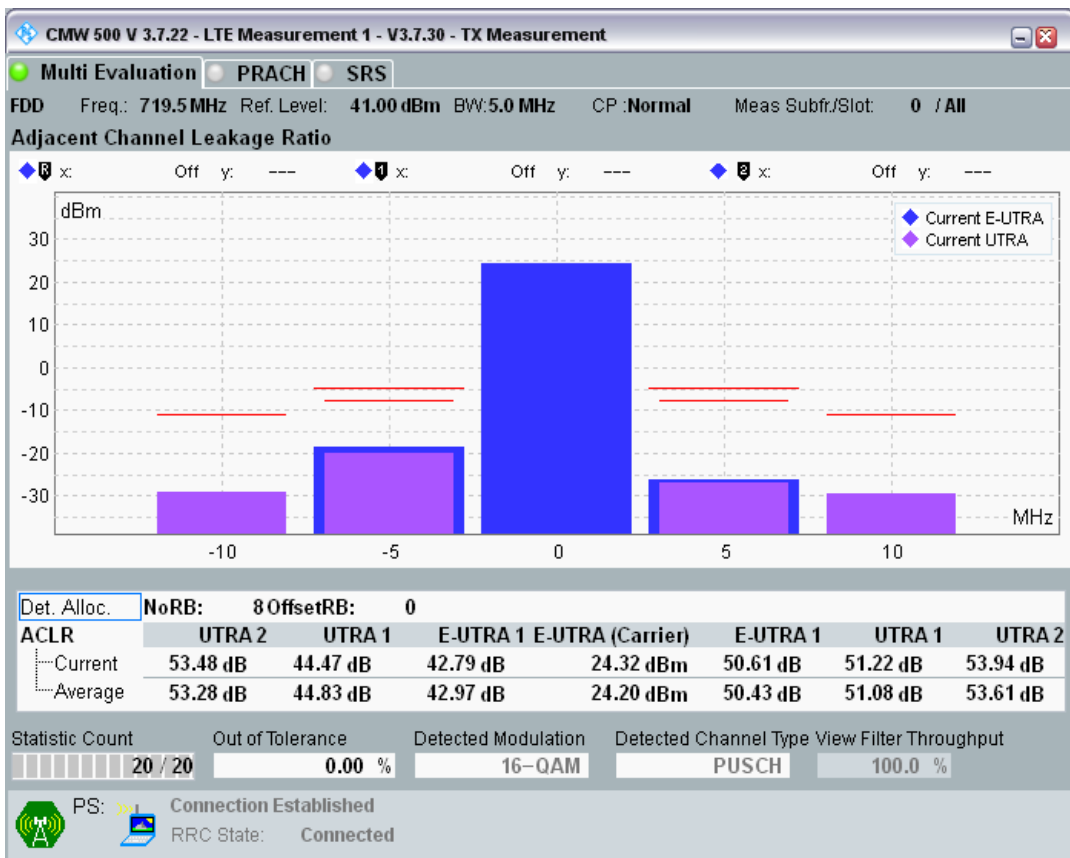 CMW 500 V 3.7.22 - LTE Measurement 1 - V3.7.30 - TX Measurement
Multi Evaluation PRACH SRS
FDD Freq.: 719.5 MHz Ref. Level: 41.00 dBm BW:5.0 MHz CP :Normal Meas Subfr./Slot: 0 / All
Adjacent Channel Leakage Ratio
R x: Off y: --- 1 x: Off y: --- 2 x: Off y: ---
dBm
Current E-UTRA
Current UTRA
30
20
10
0
-10
-20
-30
MHz
-10 -5 0 5 10
Det. Alloc. NoRB: 8 OffsetRB: 0
ACLR UTRA 2 UTRA 1 E-UTRA 1 E-UTRA (Carrier) E-UTRA 1 UTRA 1 UTRA 2
Current 53.48 dB 44.47 dB 42.79 dB 24.32 dBm 50.61 dB 51.22 dB 53.94 dB
Average 53.28 dB 44.83 dB 42.97 dB 24.20 dBm 50.43 dB 51.08 dB 53.61 dB
Statistic Count Out of Tolerance Detected Modulation Detected Channel Type View Filter Throughput
20 / 20 0.00 % 16-QAM PUSCH 100.0 %
PS: Connection Established
RRC State: Connected